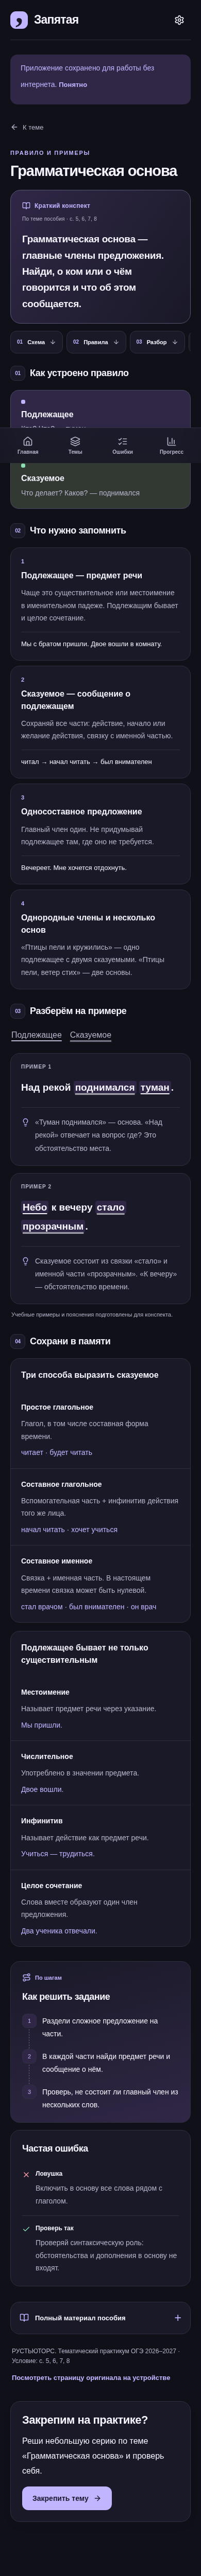 Запятая
Приложение сохранено для работы без
интернета. Понятно
К теме
ПРАВИЛО И ПРИМЕРЫ
Грамматическая основа
Краткий конспект
По теме пособия · с. 5, 6, 7, 8
Грамматическая основа —
главные члены предложения.
Найди, о ком или о чём
говорится и что об этом
сообщается.
01 Схема
02 Правила
03 Разбор
01 Как устроено правило
Подлежащее
Главная
Темы
Ошибки
Прогресс
Сказуемое
Что делает? Каков? — поднимался
02 Что нужно запомнить
1
Подлежащее — предмет речи
Чаще это существительное или местоимение
в именительном падеже. Подлежащим бывает
и целое сочетание.
Мы с братом пришли. Двое вошли в комнату.
2
Сказуемое — сообщение о
подлежащем
Сохраняй все части: действие, начало или
желание действия, связку с именной частью.
читал → начал читать → был внимателен
3
Односоставное предложение
Главный член один. Не придумывай
подлежащее там, где оно не требуется.
Вечереет. Мне хочется отдохнуть.
4
Однородные члены и несколько
основ
«Птицы пели и кружились» — одно
подлежащее с двумя сказуемыми. «Птицы
пели, ветер стих» — две основы.
03 Разберём на примере
Подлежащее Сказуемое
ПРИМЕР 1
Над рекой поднимался туман.
«Туман поднимался» — основа. «Над
рекой» отвечает на вопрос где? Это
обстоятельство места.
ПРИМЕР 2
Небо к вечеру стало
прозрачным.
Сказуемое состоит из связки «стало» и
именной части «прозрачным». «К вечеру»
— обстоятельство времени.
Учебные примеры и пояснения подготовлены для конспекта.
04 Сохрани в памяти
Три способа выразить сказуемое
Простое глагольное
Глагол, в том числе составная форма
времени.
читает · будет читать
Составное глагольное
Вспомогательная часть + инфинитив действия
того же лица.
начал читать · хочет учиться
Составное именное
Связка + именная часть. В настоящем
времени связка может быть нулевой.
стал врачом · был внимателен · он врач
Подлежащее бывает не только
существительным
Местоимение
Называет предмет речи через указание.
Мы пришли.
Числительное
Употреблено в значении предмета.
Двое вошли.
Инфинитив
Называет действие как предмет речи.
Учиться — трудиться.
Целое сочетание
Слова вместе образуют один член
предложения.
Два ученика отвечали.
По шагам
Как решить задание
1 Раздели сложное предложение на
части.
2 В каждой части найди предмет речи и
сообщение о нём.
3 Проверь, не состоит ли главный член из
нескольких слов.
Частая ошибка
Ловушка
Включить в основу все слова рядом с
глаголом.
Проверь так
Проверяй синтаксическую роль:
обстоятельства и дополнения в основу не
входят.
Полный материал пособия
РУСТЬЮТОРС. Тематический практикум ОГЭ 2026–2027 ·
Условие: с. 5, 6, 7, 8
Посмотреть страницу оригинала на устройстве
Закрепим на практике?
Реши небольшую серию по теме
«Грамматическая основа» и проверь
себя.
Закрепить тему